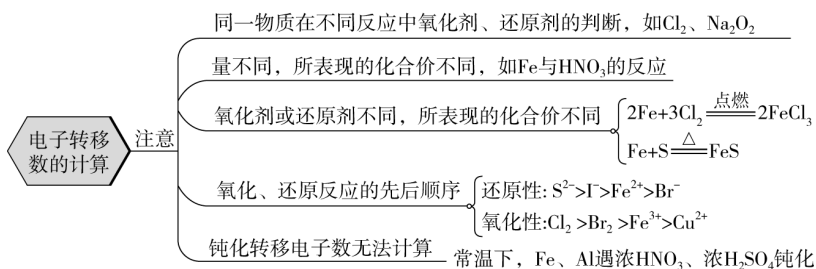 同一物质在不同反应中氧化剂、还原剂的判断，如Cl₂、Na₂O₂
量不同，所表现的化合价不同，如Fe与HNO₃的反应
电子转移
数的计算
注意
氧化剂或还原剂不同，所表现的化合价不同
2Fe+3Cl₂ 点燃 ══ 2FeCl₃
Fe+S △ ══ FeS
氧化、还原反应的先后顺序
还原性: S²⁻>I⁻>Fe²⁺>Br⁻
氧化性:Cl₂ >Br₂ >Fe³⁺>Cu²⁺
钝化转移电子数无法计算
常温下，Fe、Al遇浓HNO₃、浓H₂SO₄钝化